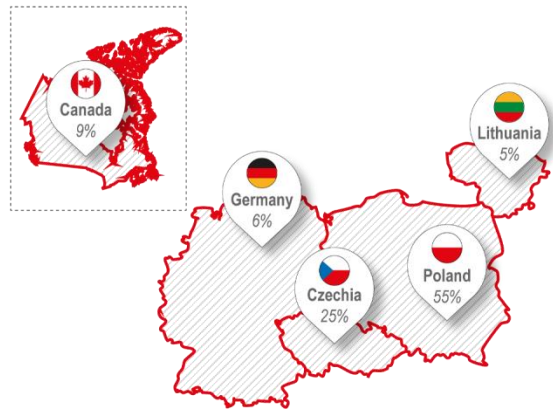 Canada
9%
Lithuania
5%
Germany
6%
Poland
55%
Czechia
25%